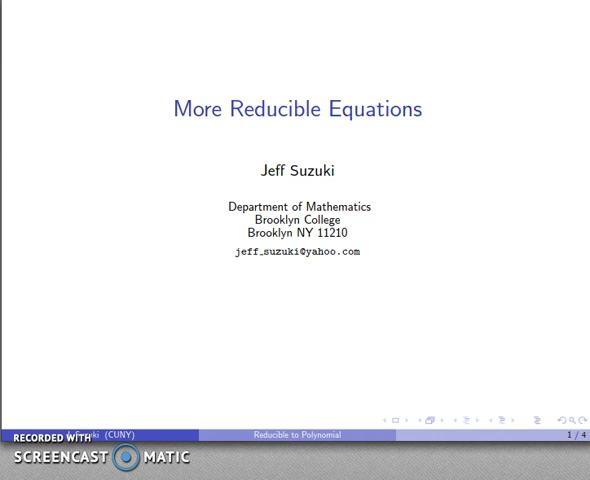 More Reducible Equations
Jeff Suzuki
Department of Mathematics
Brooklyn College
Brooklyn NY 11210
jeff_suzuki@yahoo.com
(CUNY)
Reducible to Polynomial
1 / 4
RECORDED WITH
SCREENCAST MATIC